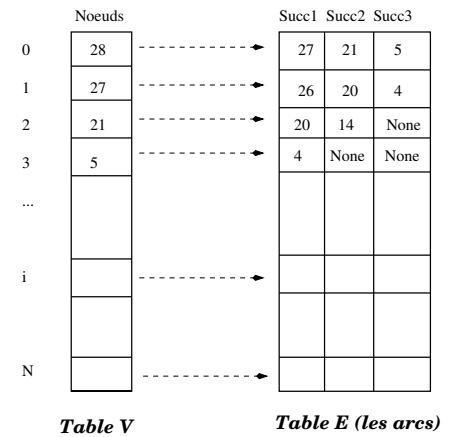 Noeuds Succ1 Succ2 Succ3
0 28 27 21 5
1 27 26 20 4
2 21 20 14 None
3 5 4 None None
...
i
N
Table V Table E (les arcs)